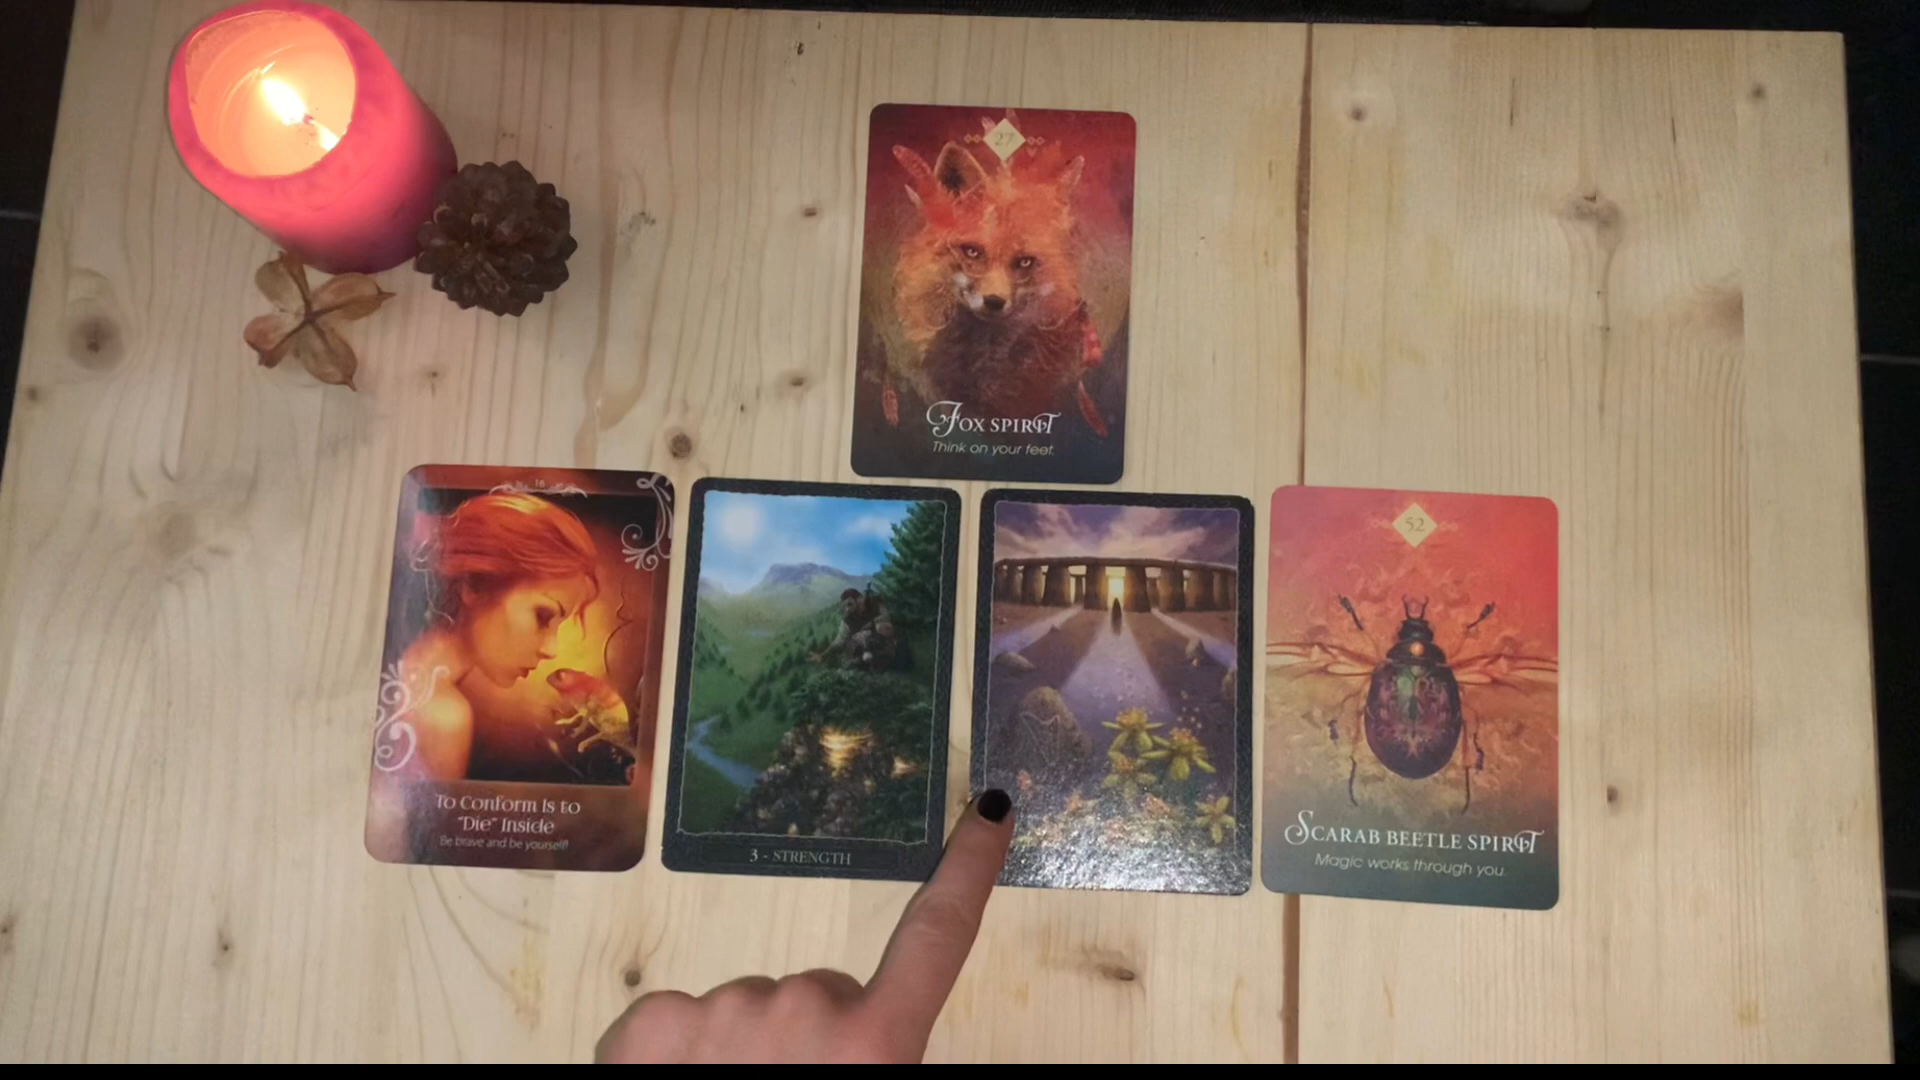 27
Fox Spirit
Think on your feet.
16
To Conform is to
"Die" Inside
Be brave and be yourself!
3 - STRENGTH
52
Scarab Beetle Spirit
Magic works through you.